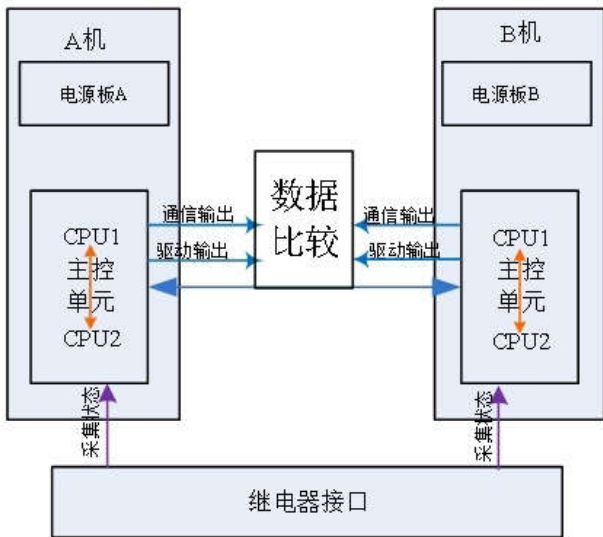 A机
B机
电源板A
电源板B
数据
比较
通信输出
驱动输出
通信输出
驱动输出
CPU1
主控
单元
CPU2
CPU1
主控
单元
CPU2
采集状态
采集状态
继电器接口